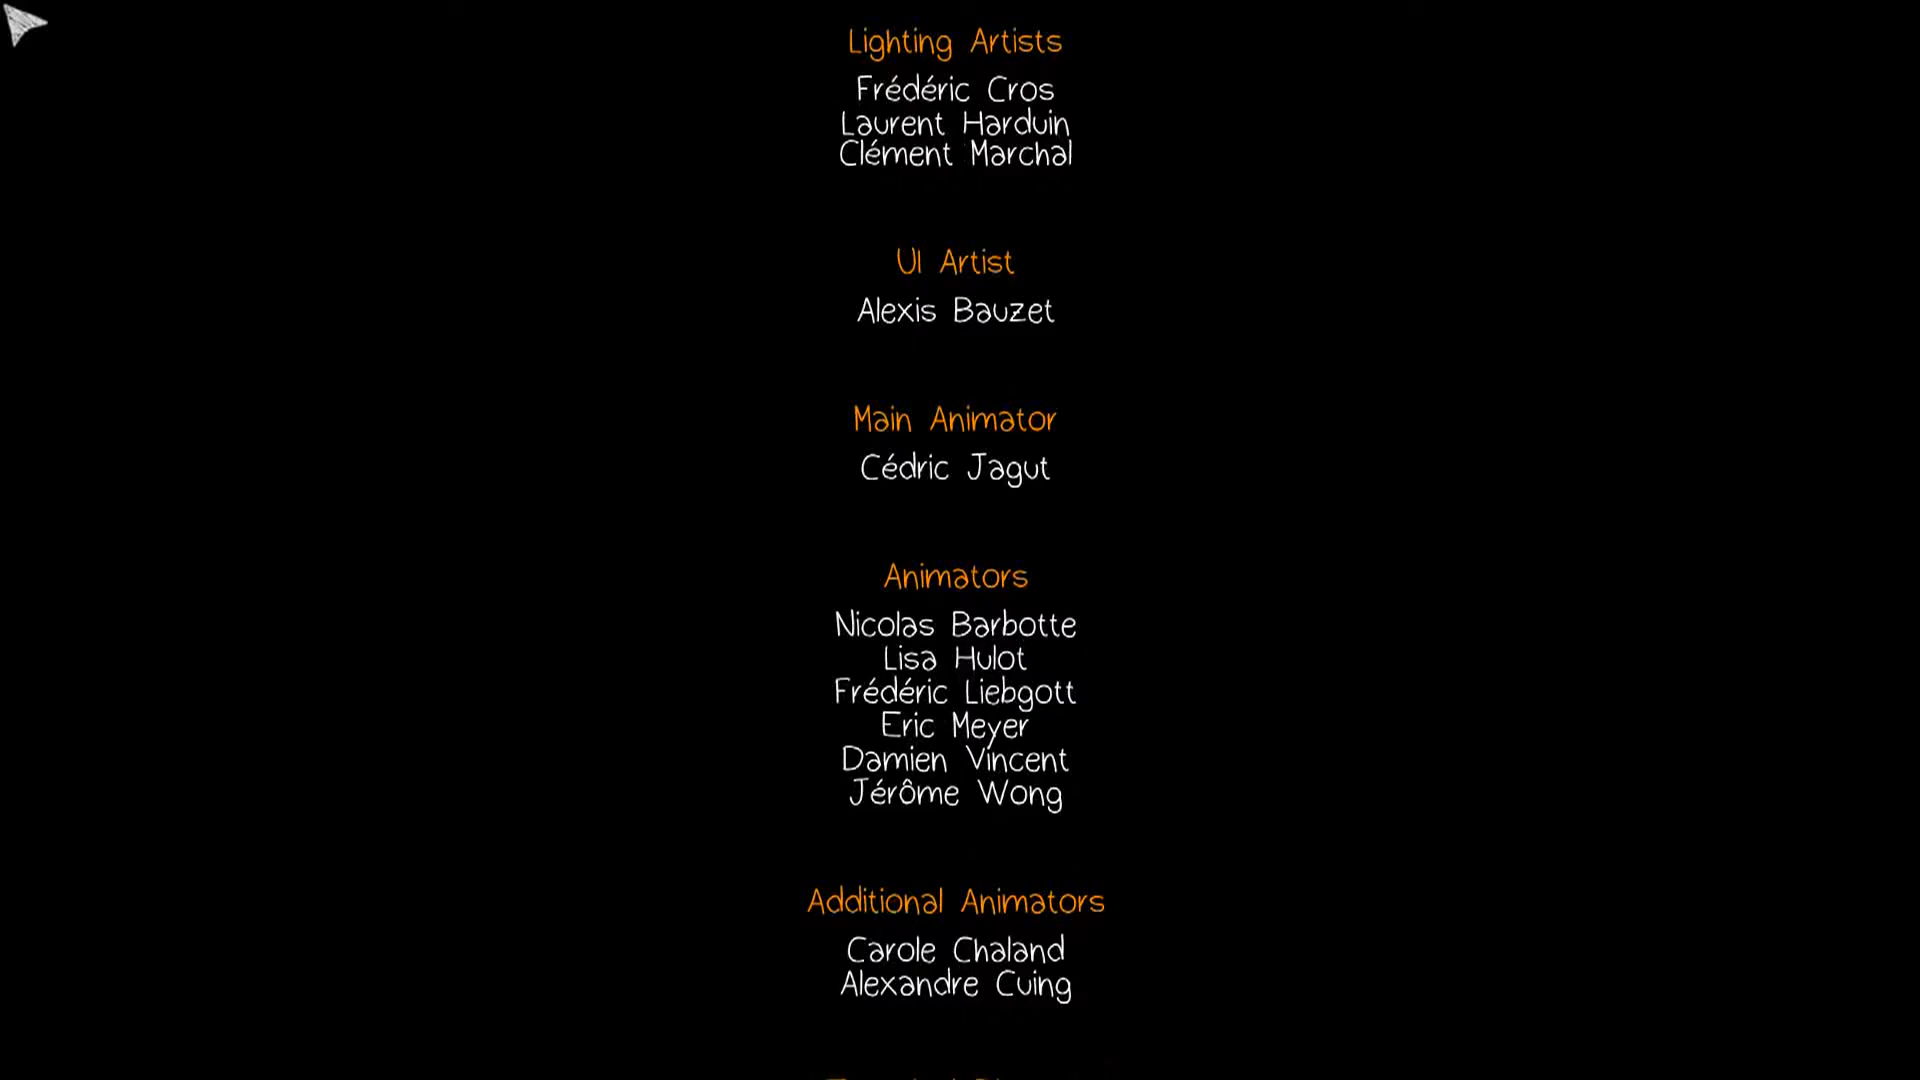 Lighting Artists
Frédéric Cros
Laurent Harduin
Clément Marchal
UI Artist
Alexis Bauzet
Main Animator
Cédric Jagut
Animators
Nicolas Barbotte
Lisa Hulot
Frédéric Liebgott
Eric Meyer
Damien Vincent
Jérôme Wong
Additional Animators
Carole Chaland
Alexandre Cuing